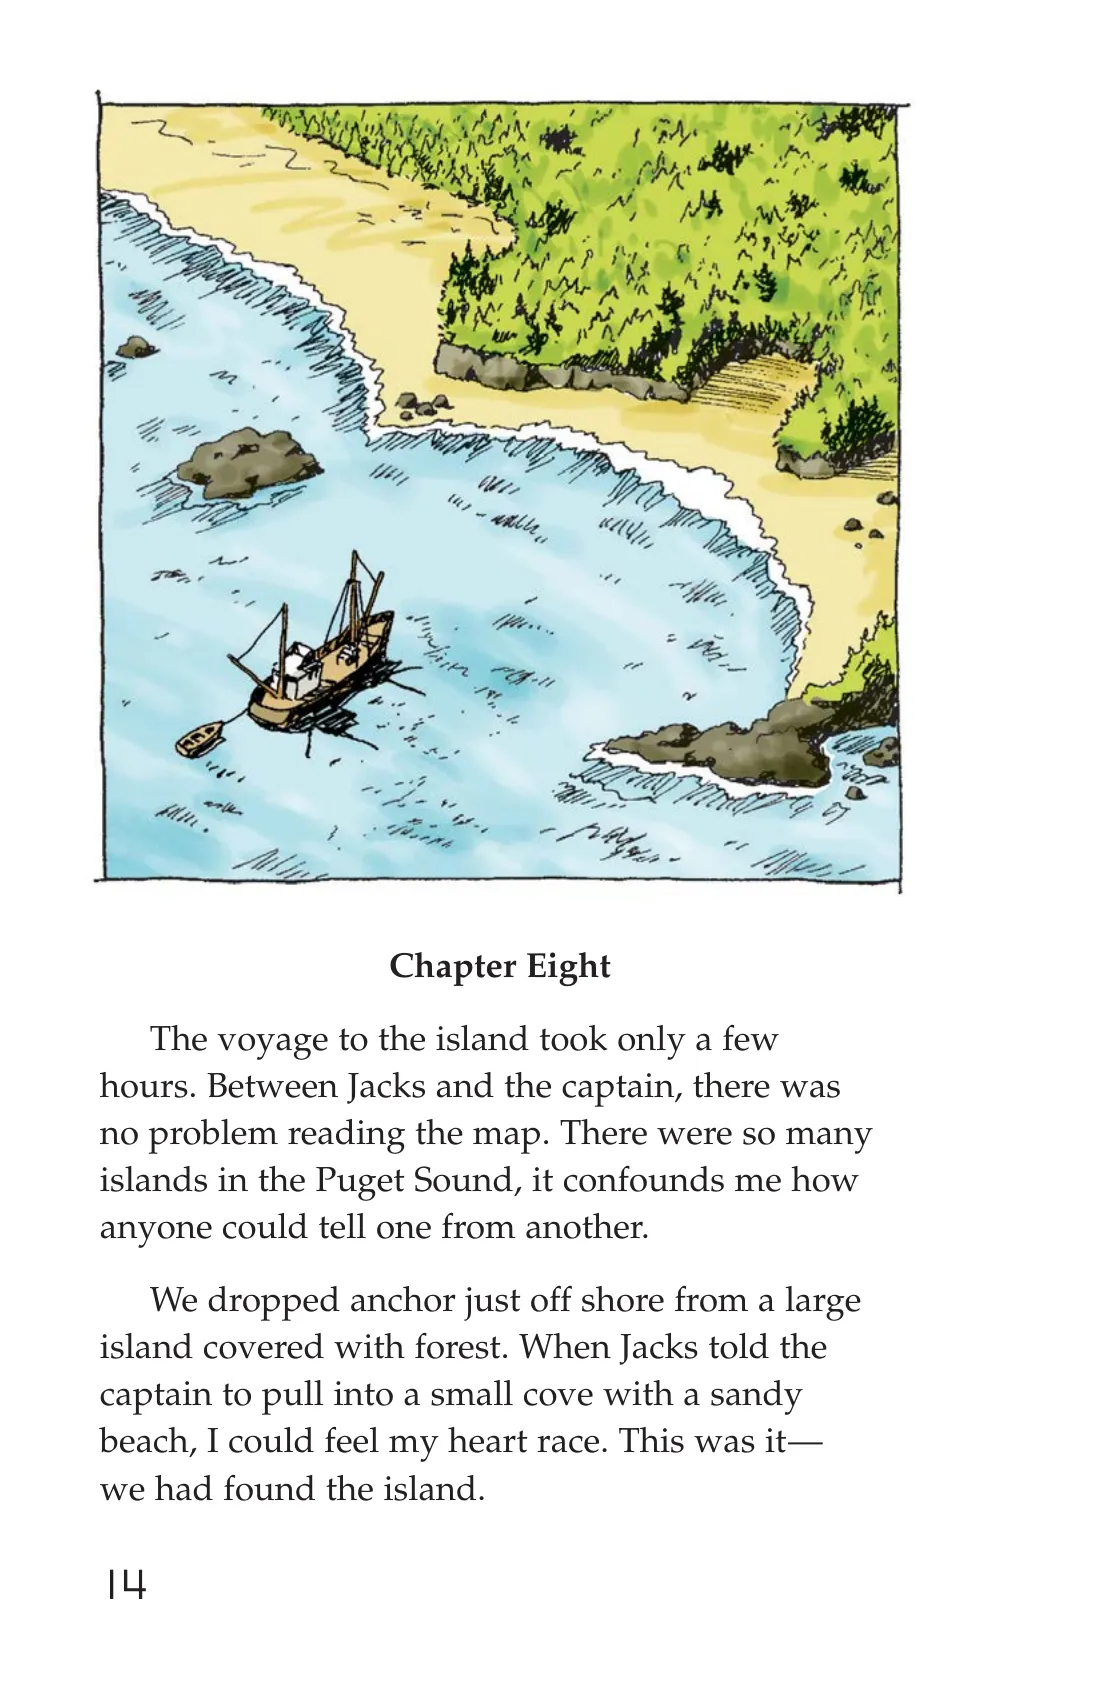 Chapter Eight
The voyage to the island took only a few
hours. Between Jacks and the captain, there was
no problem reading the map. There were so many
islands in the Puget Sound, it confounds me how
anyone could tell one from another.
We dropped anchor just off shore from a large
island covered with forest. When Jacks told the
captain to pull into a small cove with a sandy
beach, I could feel my heart race. This was it—
we had found the island.
14